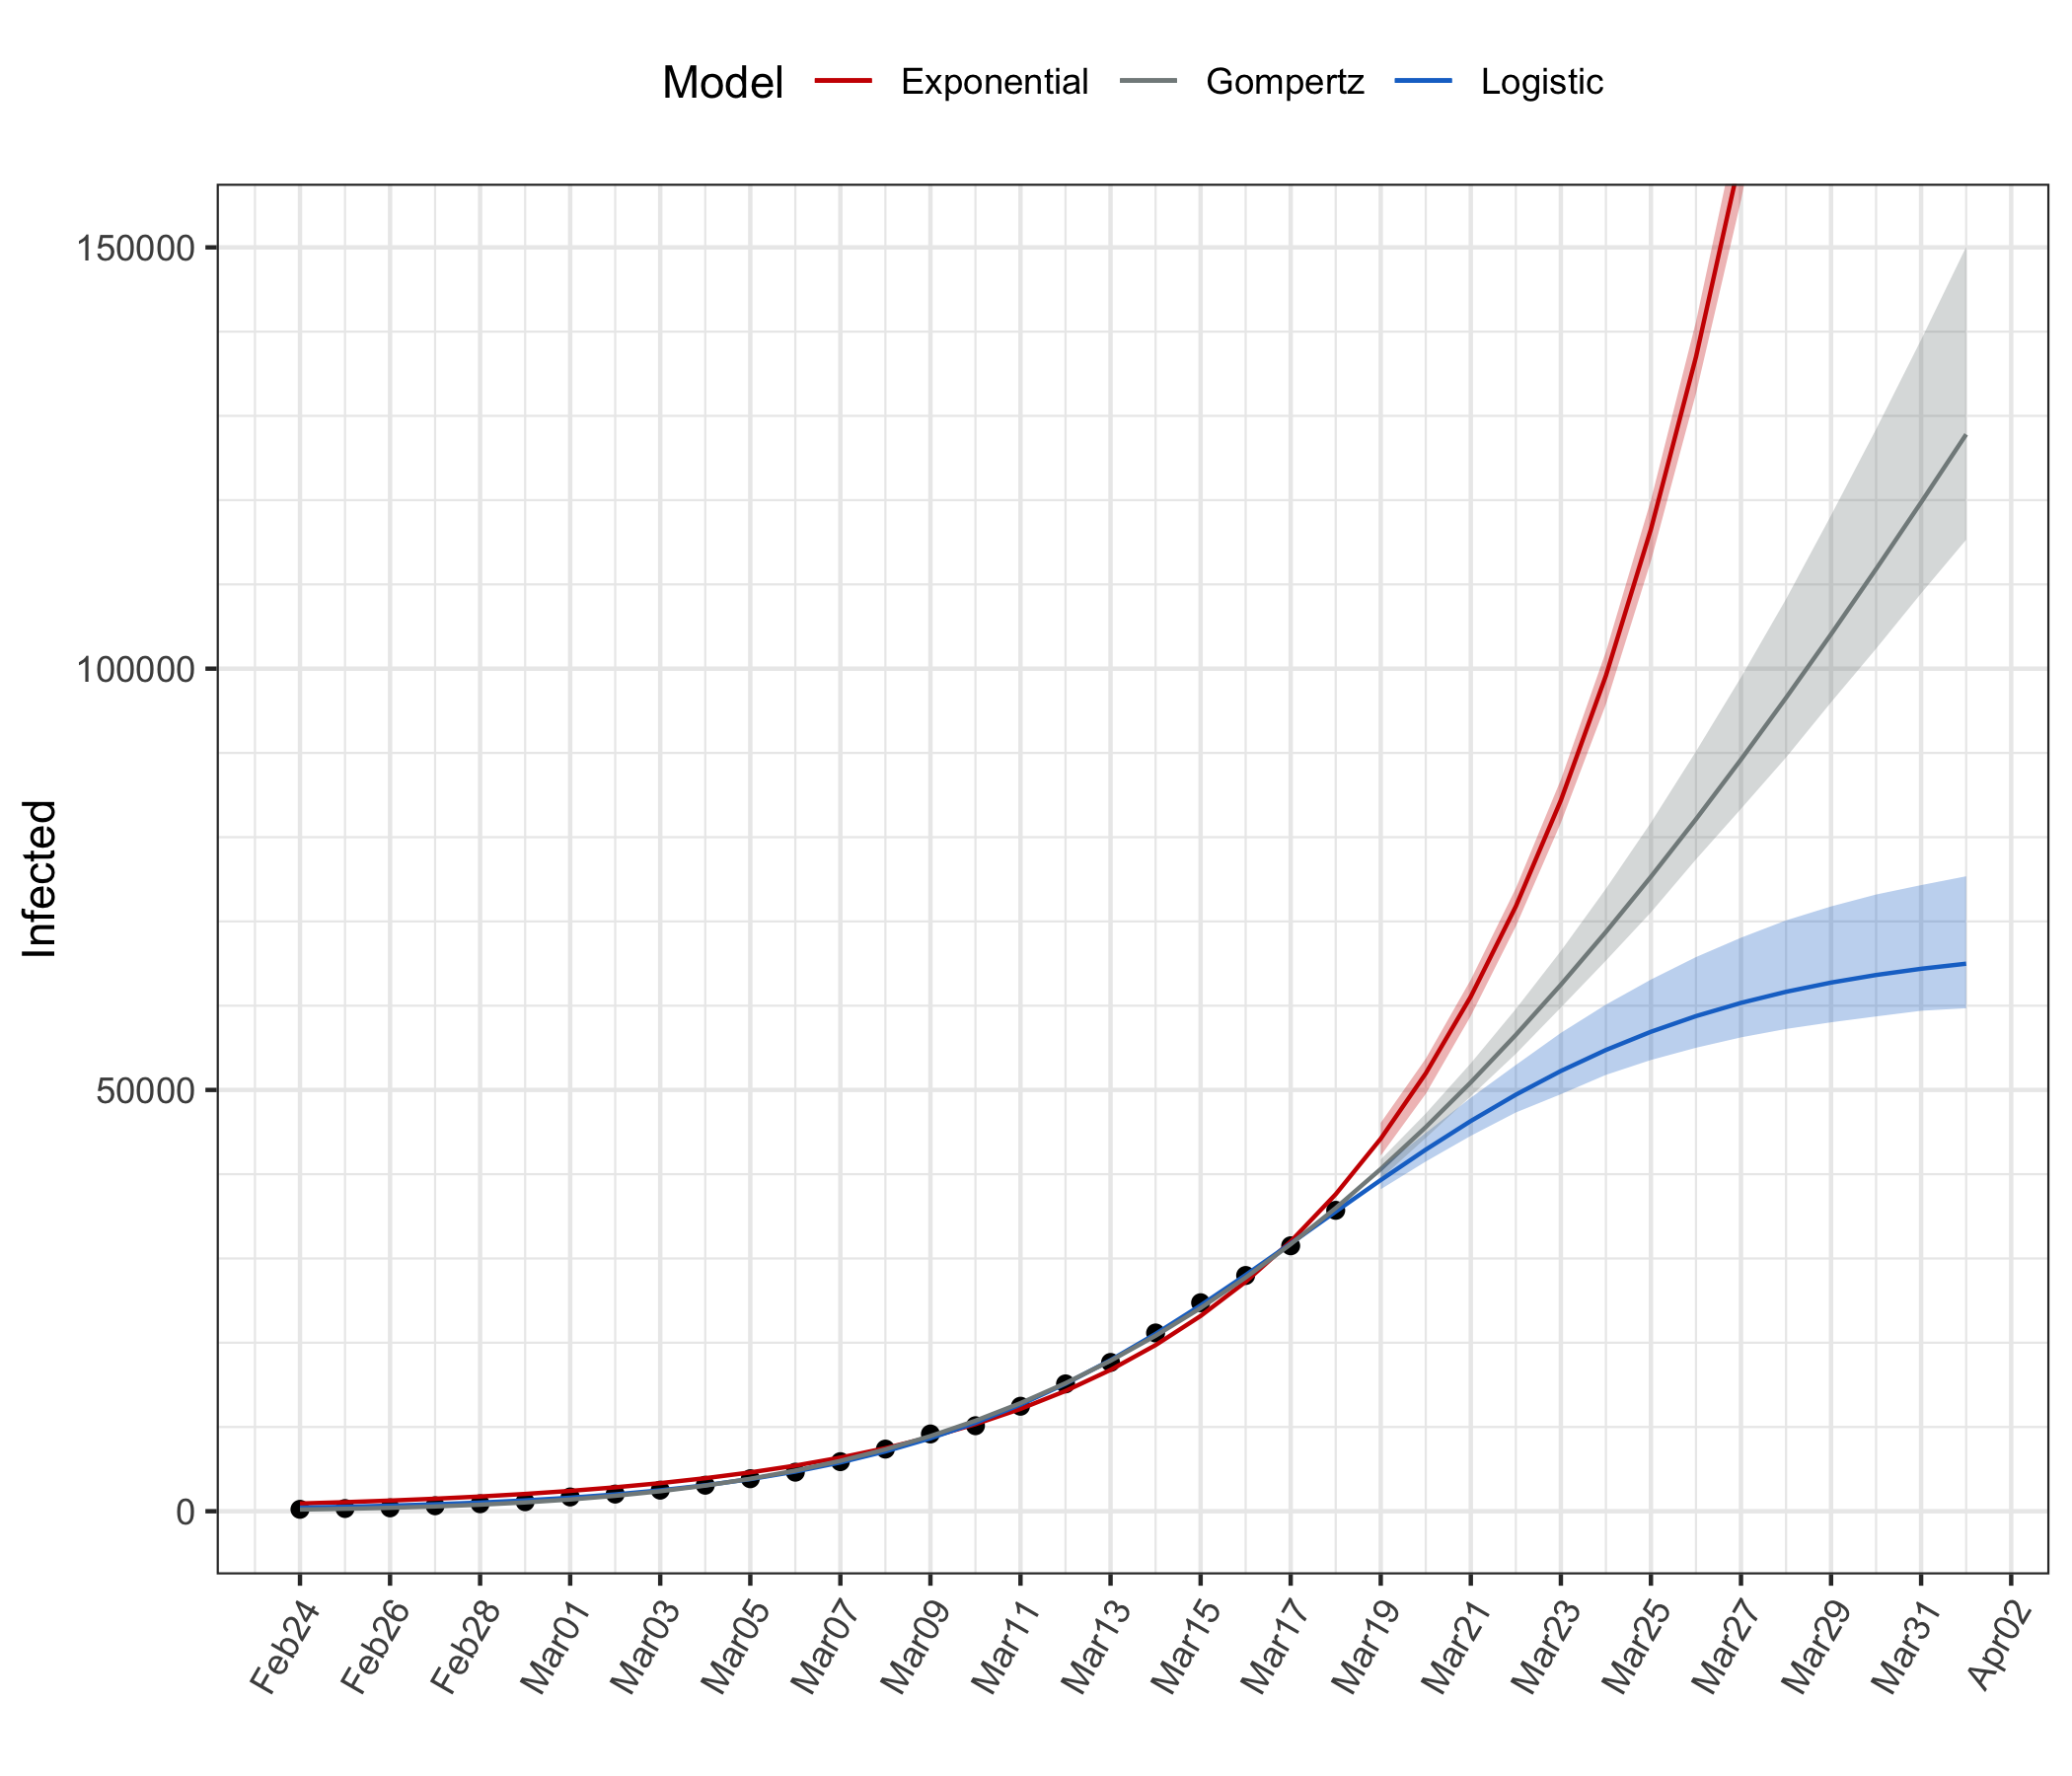 Model Exponential Gompertz Logistic
150000
100000
50000
0
Infected
Feb24 Feb26 Feb28 Mar01 Mar03 Mar05 Mar07 Mar09 Mar11 Mar13 Mar15 Mar17 Mar19 Mar21 Mar23 Mar25 Mar27 Mar29 Mar31 Apr02